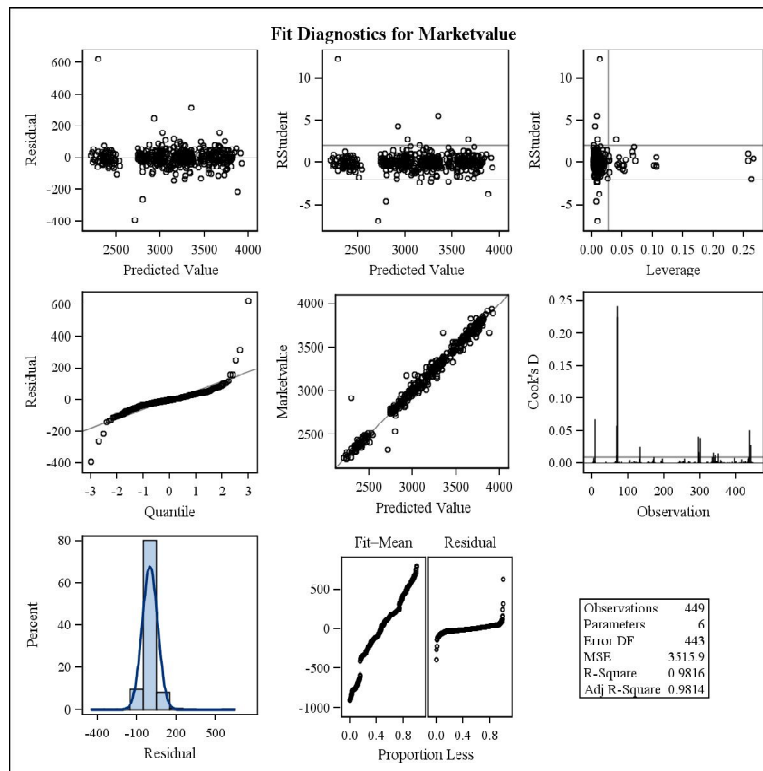 Fit Diagnostics for Marketvalue
600
400
200
0
-200
-400
Residual
2500 3000 3500 4000
Predicted Value
10
5
0
-5
RStudent
2500 3000 3500 4000
Predicted Value
10
5
0
-5
RStudent
0.00 0.05 0.10 0.15 0.20 0.25
Leverage
600
400
200
0
-200
-400
Residual
-3 -2 -1 0 1 2 3
Quantile
4000
3500
3000
2500
Marketvalue
2500 3000 3500 4000
Predicted Value
0.25
0.20
0.15
0.10
0.05
0.00
Cook's D
0 100 200 300 400
Observation
80
60
40
20
0
Percent
-400 -100 200 500
Residual
Fit–Mean Residual
500
0
-500
-1000
0.0 0.4 0.8 0.0 0.4 0.8
Proportion Less
Observations 449
Parameters 6
Error DF 443
MSE 3515.9
R-Square 0.9816
Adj R-Square 0.9814